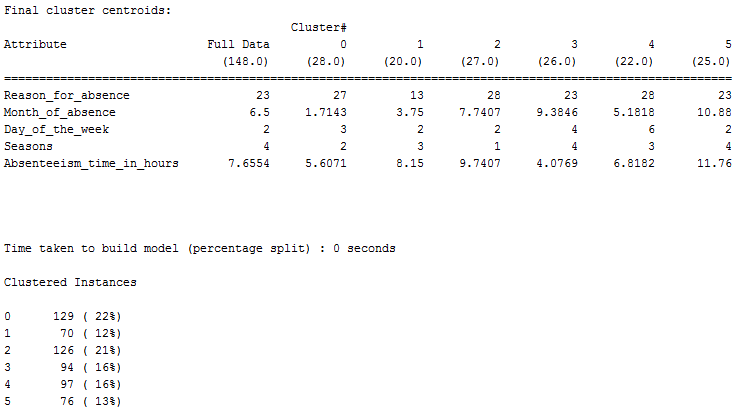 Final cluster centroids:
                                          Cluster#
Attribute                     Full Data          0          1          2          3          4          5
                                (148.0)     (28.0)     (20.0)     (27.0)     (26.0)     (22.0)     (25.0)
=========================================================================================================
Reason_for_absence                   23         27         13         28         23         28         23
Month_of_absence                    6.5     1.7143       3.75     7.7407     9.3846     5.1818      10.88
Day_of_the_week                       2          3          2          2          4          6          2
Seasons                               4          2          3          1          4          3          4
Absenteeism_time_in_hours        7.6554     5.6071       8.15     9.7407     4.0769     6.8182      11.76
Time taken to build model (percentage split) : 0 seconds
Clustered Instances
0      129 ( 22%)
1       70 ( 12%)
2      126 ( 21%)
3       94 ( 16%)
4       97 ( 16%)
5       76 ( 13%)